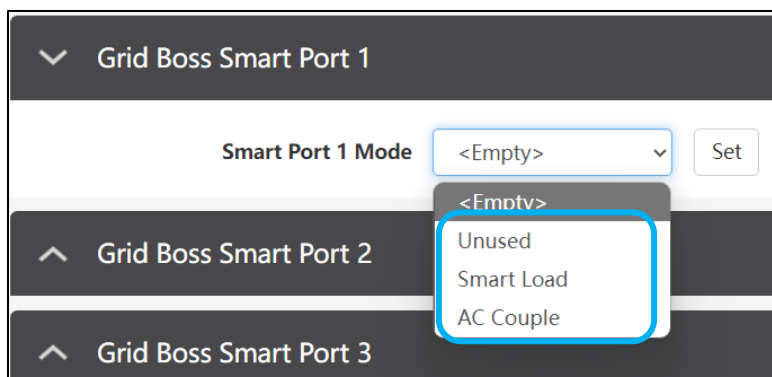 Grid Boss Smart Port 1
Smart Port 1 Mode <Empty> Set
<Empty>
Unused
Smart Load
AC Couple
Grid Boss Smart Port 2
Grid Boss Smart Port 3